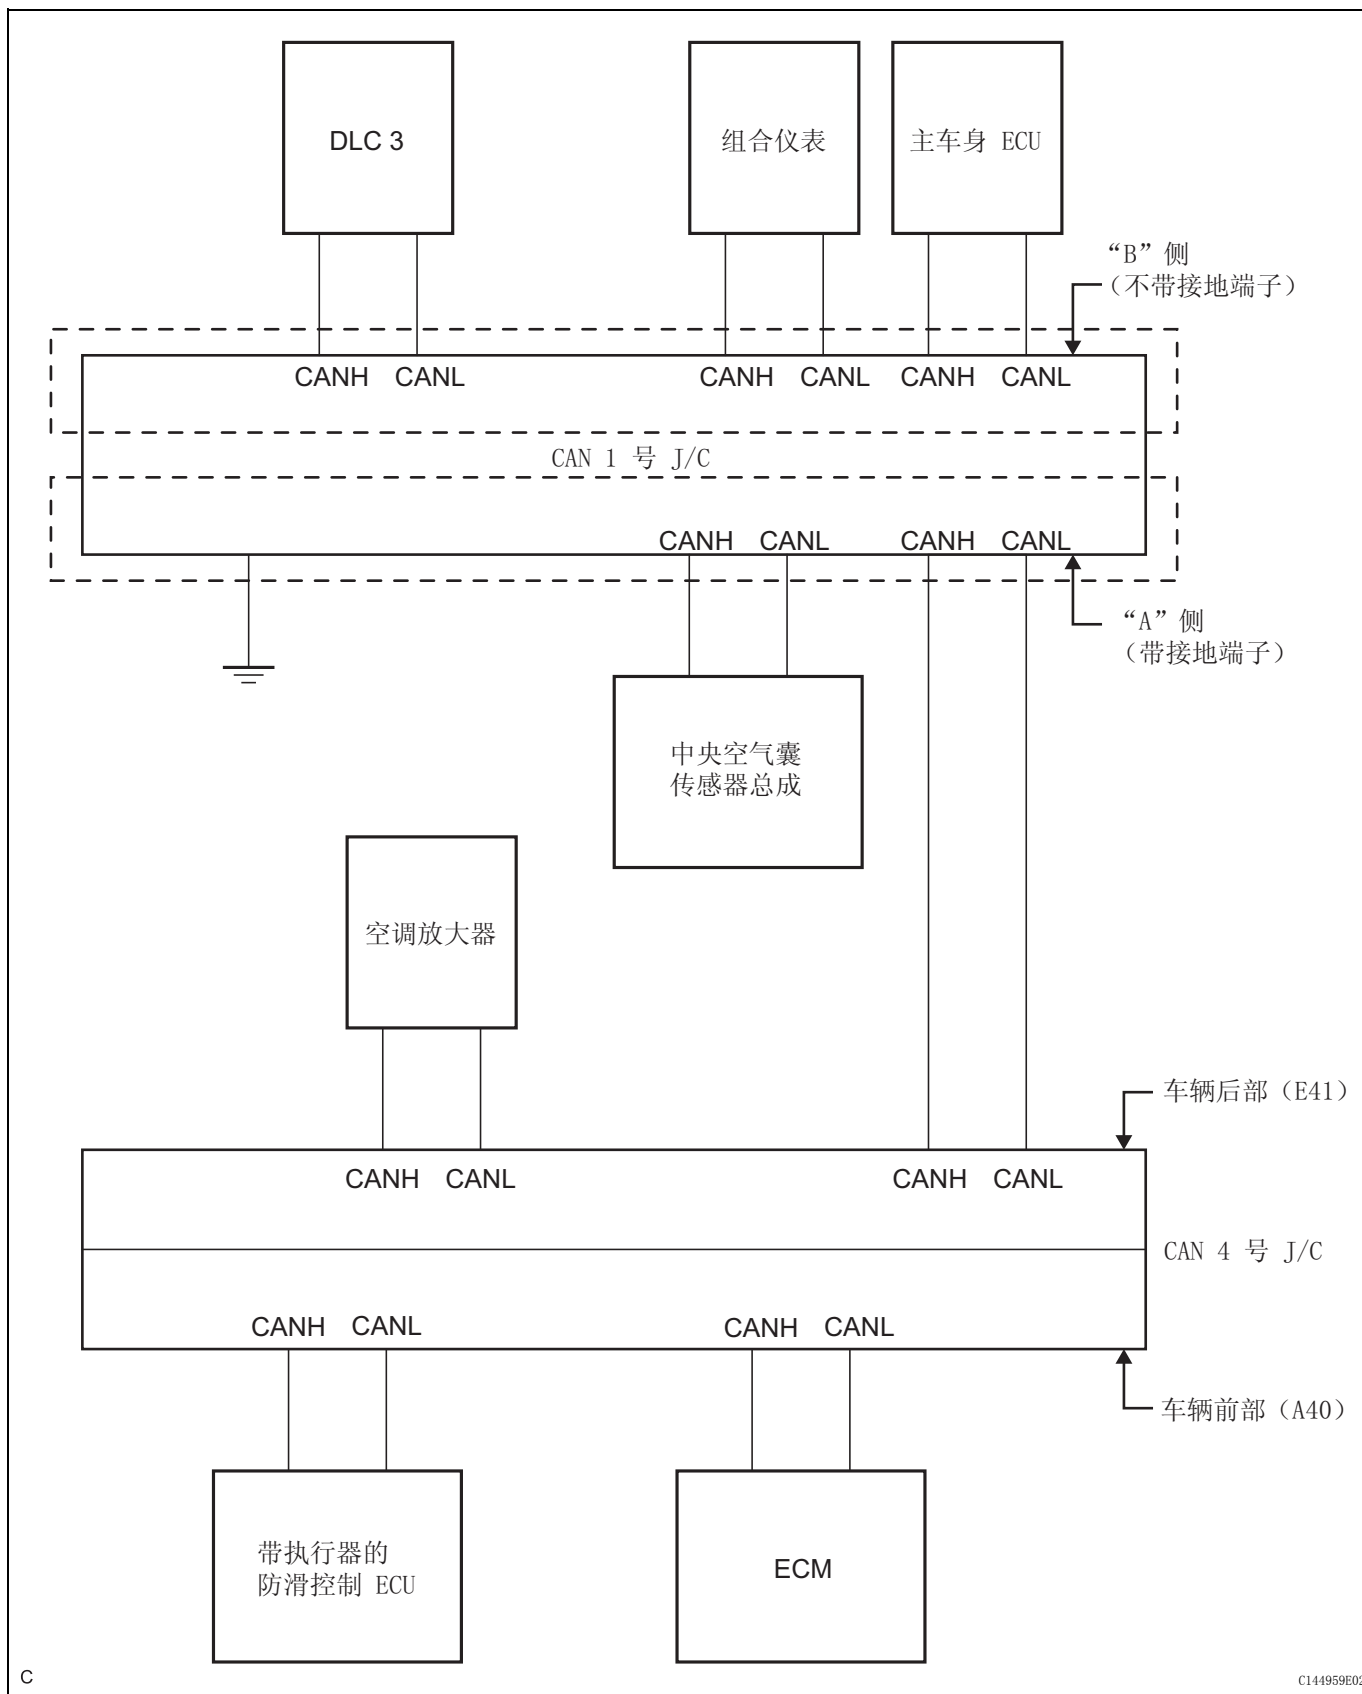 DLC 3
组合仪表
主车身 ECU
“B”侧
（不带接地端子）
CANH CANL CANH CANL CANH CANL
CAN 1 号 J/C
CANH CANL CANH CANL
“A”侧
（带接地端子）
中央空气囊
传感器总成
空调放大器
车辆后部（E41）
CANH CANL CANH CANL
CAN 4 号 J/C
CANH CANL CANH CANL
车辆前部（A40）
带执行器的
防滑控制 ECU
ECM
C
C144959E02